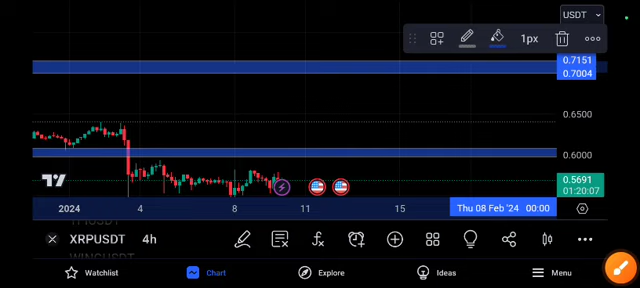 USDT
1px
0.7151
0.7004
0.6500
0.6000
0.5691
01:20:07
2024
4
8
11
15
Thu 08 Feb '24 00:00
XRPUSDT 4h
Watchlist
Chart
Explore
Ideas
Menu